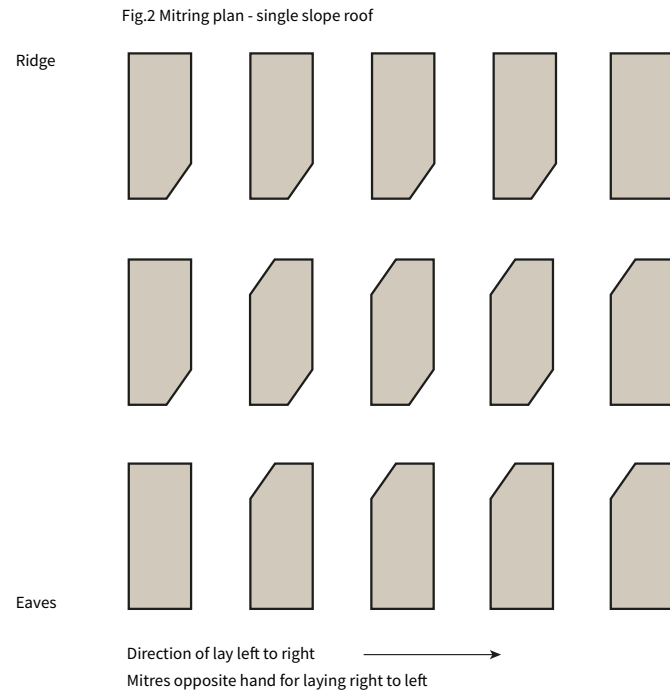 Fig.2 Mitring plan - single slope roof
Ridge
Eaves
Direction of lay left to right
Mitres opposite hand for laying right to left